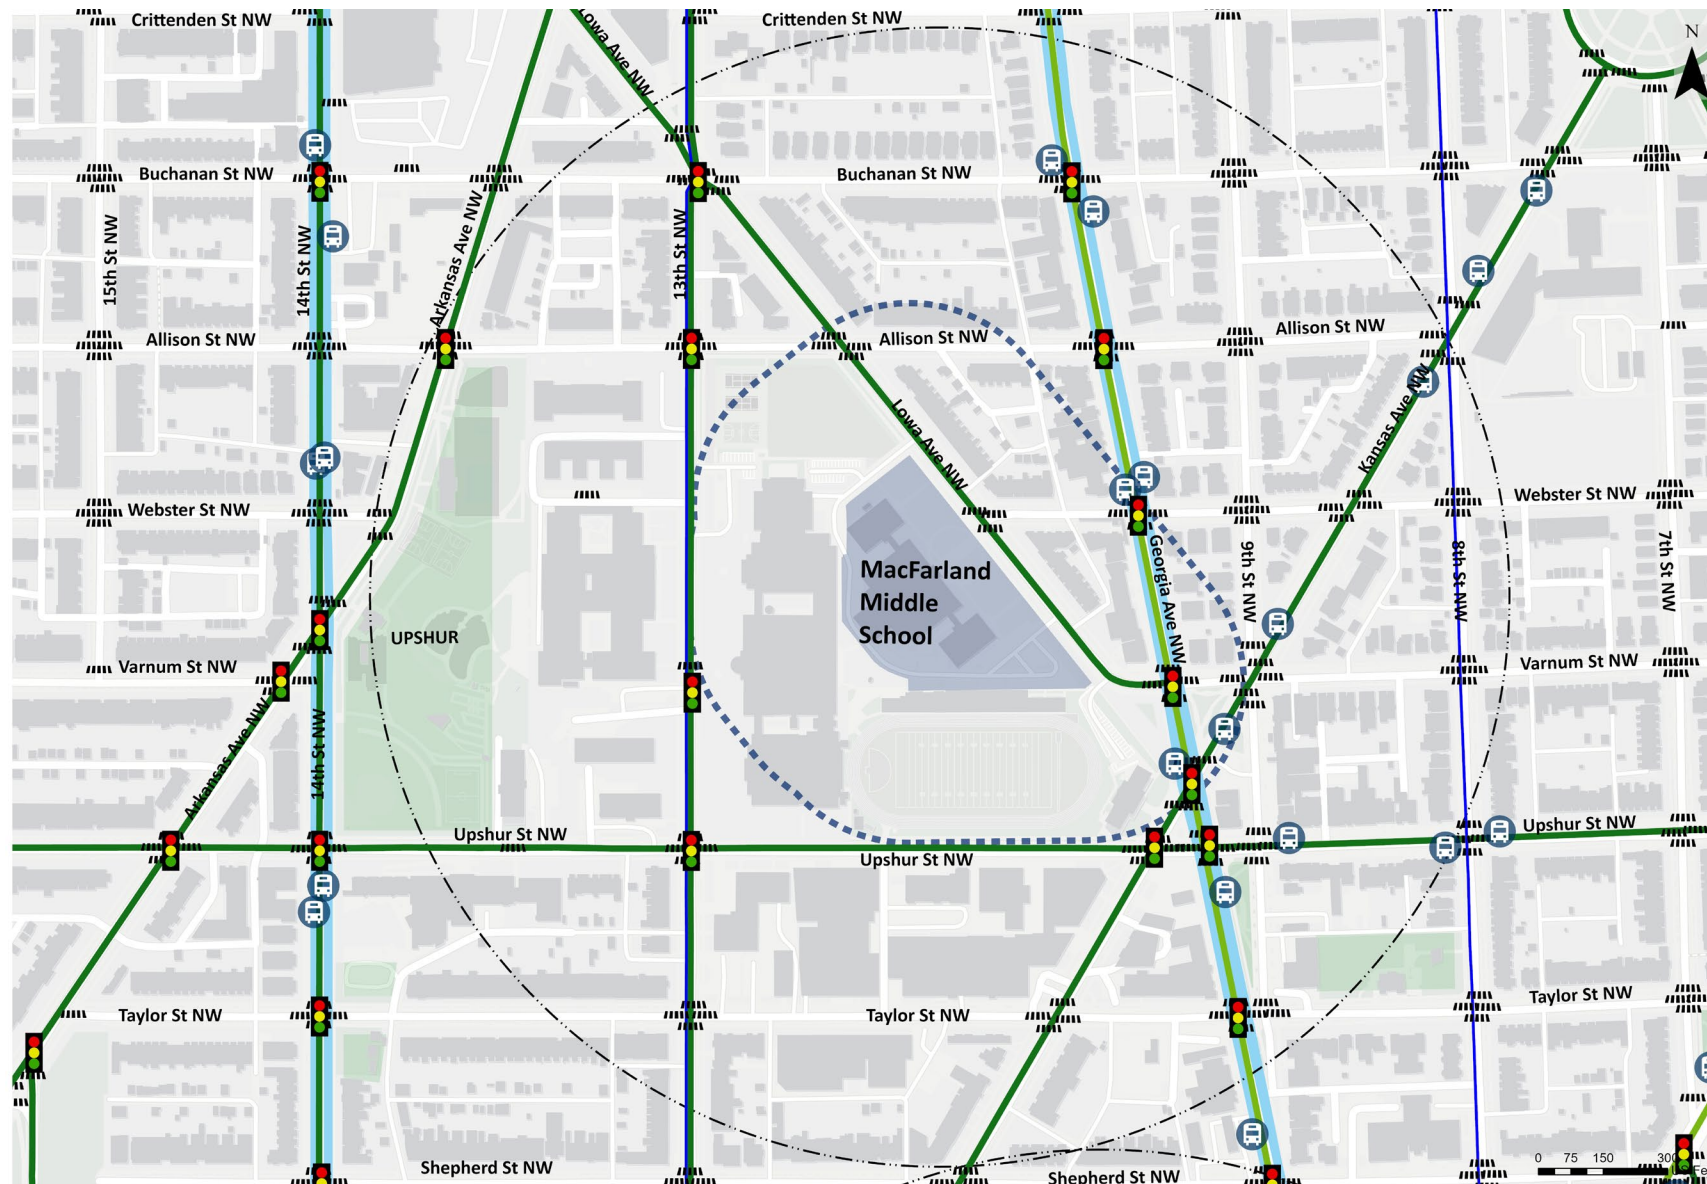 Crittenden St NW
Crittenden St NW
Lowa Ave NW
N
Buchanan St NW
Buchanan St NW
15th St NW
14th St NW
Arkansas Ave NW
13th St NW
Allison St NW
Allison St NW
Allison St NW
Lowa Ave NW
Kansas Ave NW
Webster St NW
Webster St NW
MacFarland
Middle
School
Georgia Ave NW
9th St NW
8th St NW
7th St NW
UPSHUR
Varnum St NW
Varnum St NW
Arkansas Ave NW
14th St NW
Upshur St NW
Upshur St NW
Upshur St NW
Taylor St NW
Taylor St NW
Taylor St NW
Shepherd St NW
Shepherd St NW
0 75 150 300